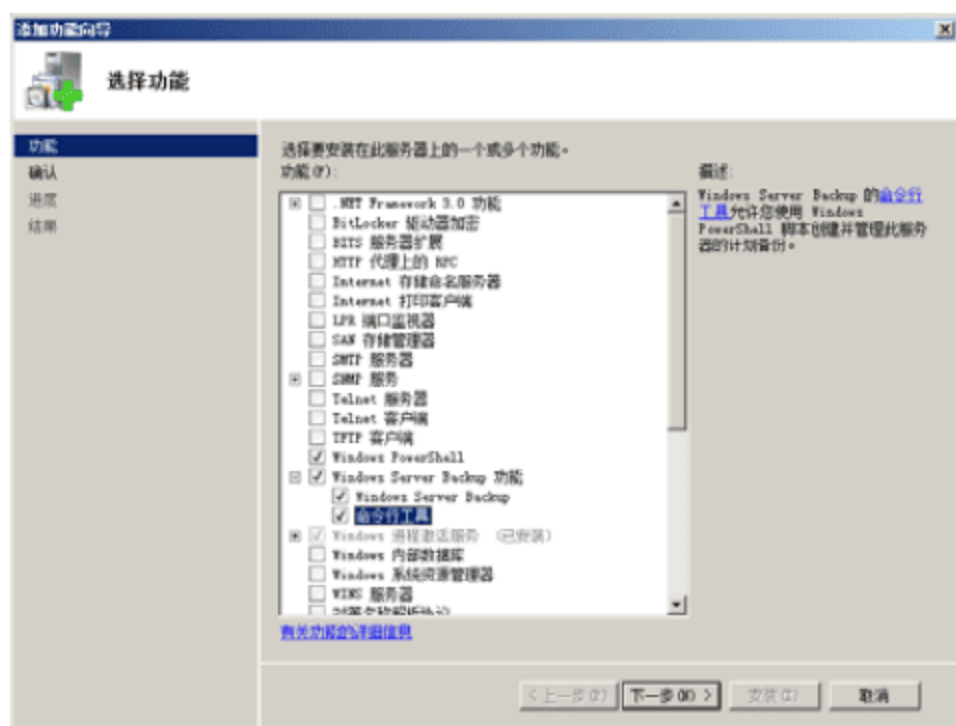 添加功能向导
选择功能
功能
确认
进度
结果
选择要安装在此服务器上的一个或多个功能。
功能(F):
.NET Framework 3.0 功能
BitLocker 驱动器加密
BITS 服务器扩展
HTTP 代理上的 RPC
Internet 存储命名服务器
Internet 打印客户端
LPR 端口监视器
SAN 存储管理器
SMTP 服务器
SNMP 服务
Telnet 服务器
Telnet 客户端
TFTP 客户端
Windows PowerShell
Windows Server Backup 功能
Windows Server Backup
命令行工具
Windows 进程激活服务 (已安装)
Windows 内部数据库
Windows 系统资源管理器
WINS 服务器
对等名称解析协议
有关功能的详细信息
描述:
Windows Server Backup 的命令行
工具允许您使用 Windows
PowerShell 脚本创建并管理此服务
器的计划备份。
<上一步(P)
下一步(N) >
安装(I)
取消